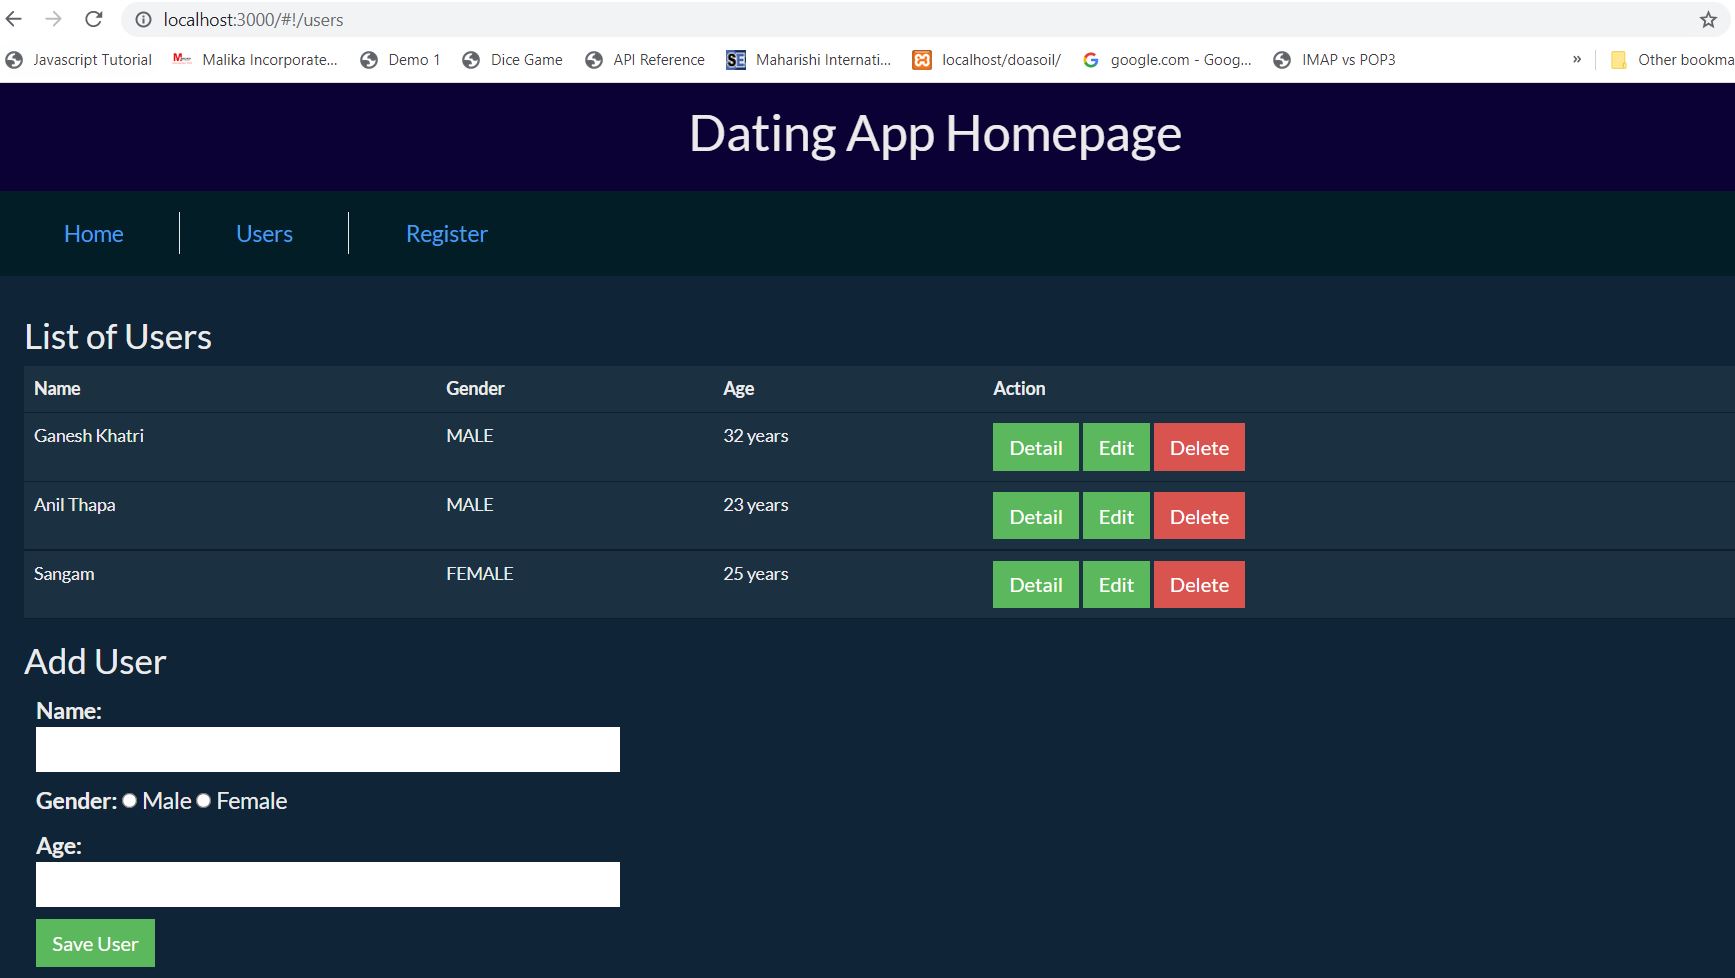 localhost:3000/#!/users
Javascript Tutorial Malika Incorporate... Demo 1 Dice Game API Reference SE Maharishi Internati... localhost/doasoil/ google.com - Goog... IMAP vs POP3 » Other bookma
Dating App Homepage
Home Users Register
List of Users
Name Gender Age Action
Ganesh Khatri MALE 32 years Detail Edit Delete
Anil Thapa MALE 23 years Detail Edit Delete
Sangam FEMALE 25 years Detail Edit Delete
Add User
Name:
Gender: Male Female
Age:
Save User